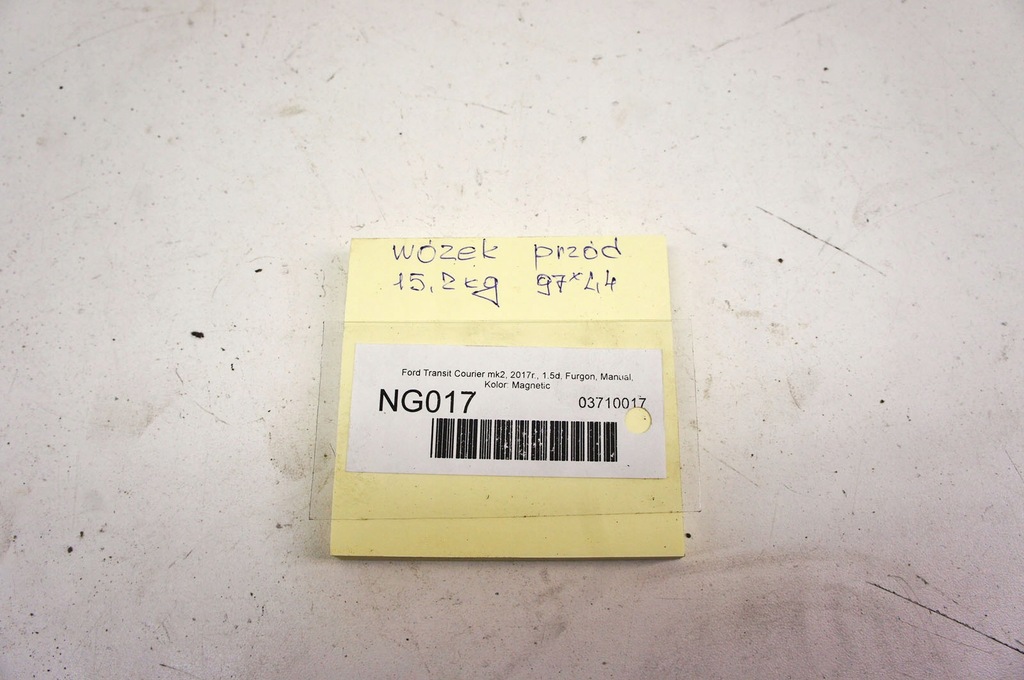 wózek przód
15,2kg 97x44
Ford Transit Courier mk2, 2017r., 1.5d, Furgon, Manual,
Kolor: Magnetic
NG017 03710017